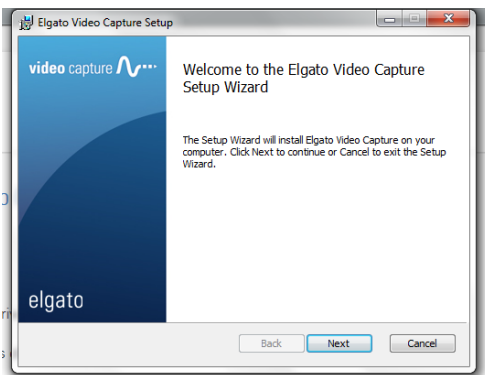 Elgato Video Capture Setup
video capture
Welcome to the Elgato Video Capture
Setup Wizard
The Setup Wizard will install Elgato Video Capture on your
computer. Click Next to continue or Cancel to exit the Setup
Wizard.
elgato
Back Next Cancel